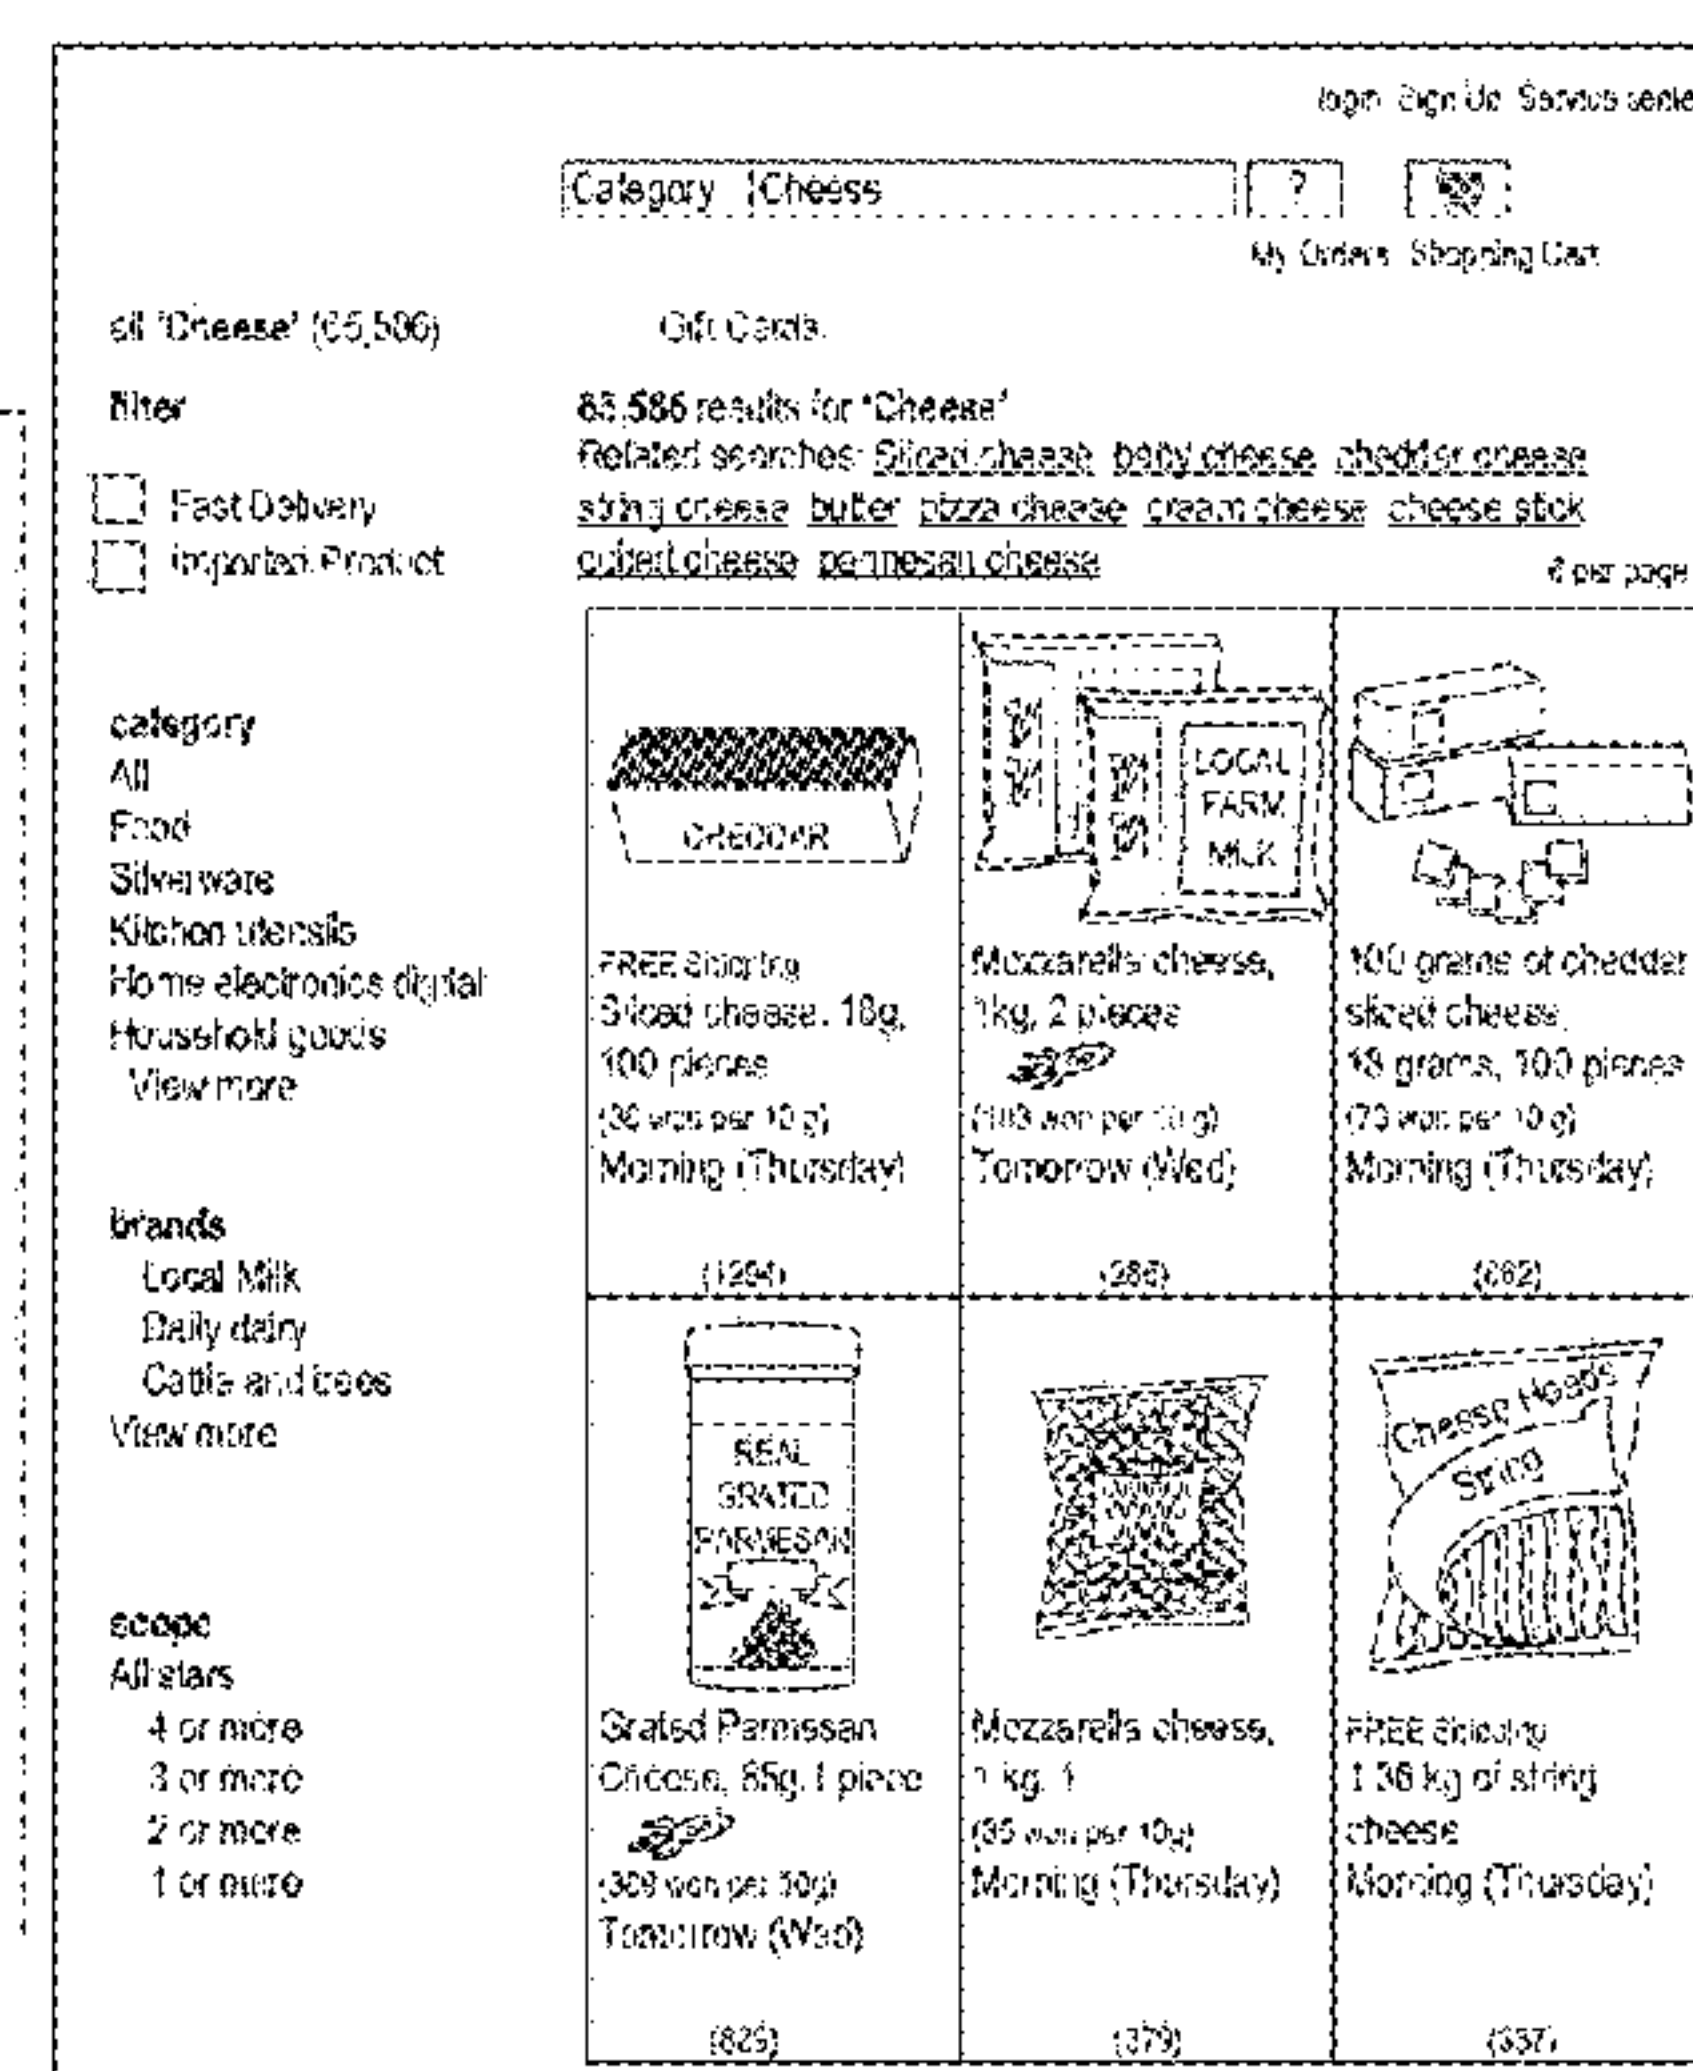 login Sign Up Service cente
Category Cheese ?
My Orders Shopping Cart
all 'Cheese' (65,586) Gift Cards
filter
Fast Delivery
Imported Product
65,586 results for 'Cheese'
Related searches: Sliced cheese baby cheese cheddar cheese
string cheese butter pizza cheese cream cheese cheese stick
cubed cheese parmesan cheese
6 per page
category
All
Food
Silverware
Kitchen utensils
Home electronics digital
Household goods
View more
brands
Local Milk
Daily dairy
Cattle and bees
View more
scope
All stars
4 or more
3 or more
2 or more
1 or more
CHEDDAR
FREE Shipping
Sliced cheese, 18g,
100 pieces
Morning (Thursday)
(1294)
LOCAL
FARM
MILK
Mozzarella cheese,
1kg, 2 pieces
Tomorrow (Wed)
(286)
100 grams of cheddar
sliced cheese,
18 grams, 100 pieces
Morning (Thursday)
REAL
GRATED
PARMESAN
Grated Parmesan
Cheese, 85g, 1 piece
Tomorrow (Wed)
Mozzarella cheese,
1 kg, 1
Morning (Thursday)
(379)
Cheese Heads
String
FREE Shipping
1.36 kg of string
cheese
Morning (Thursday)
(337)